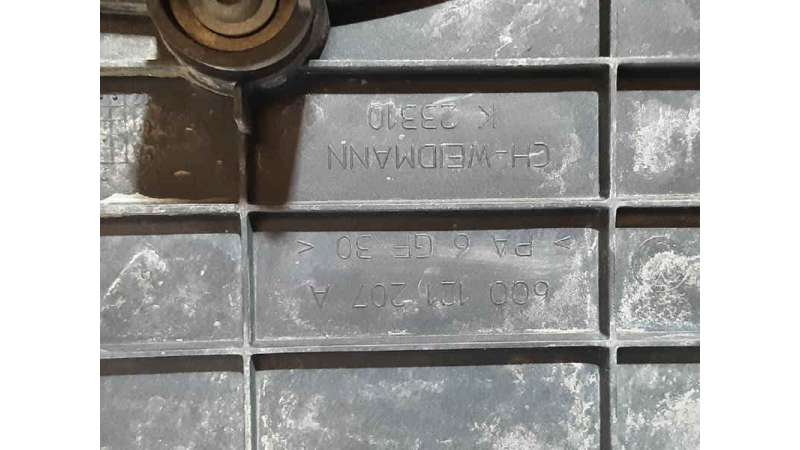 6Q0 121 207 A
> PA 6 GF 30 <
CH-WEIDMANN
K 23310